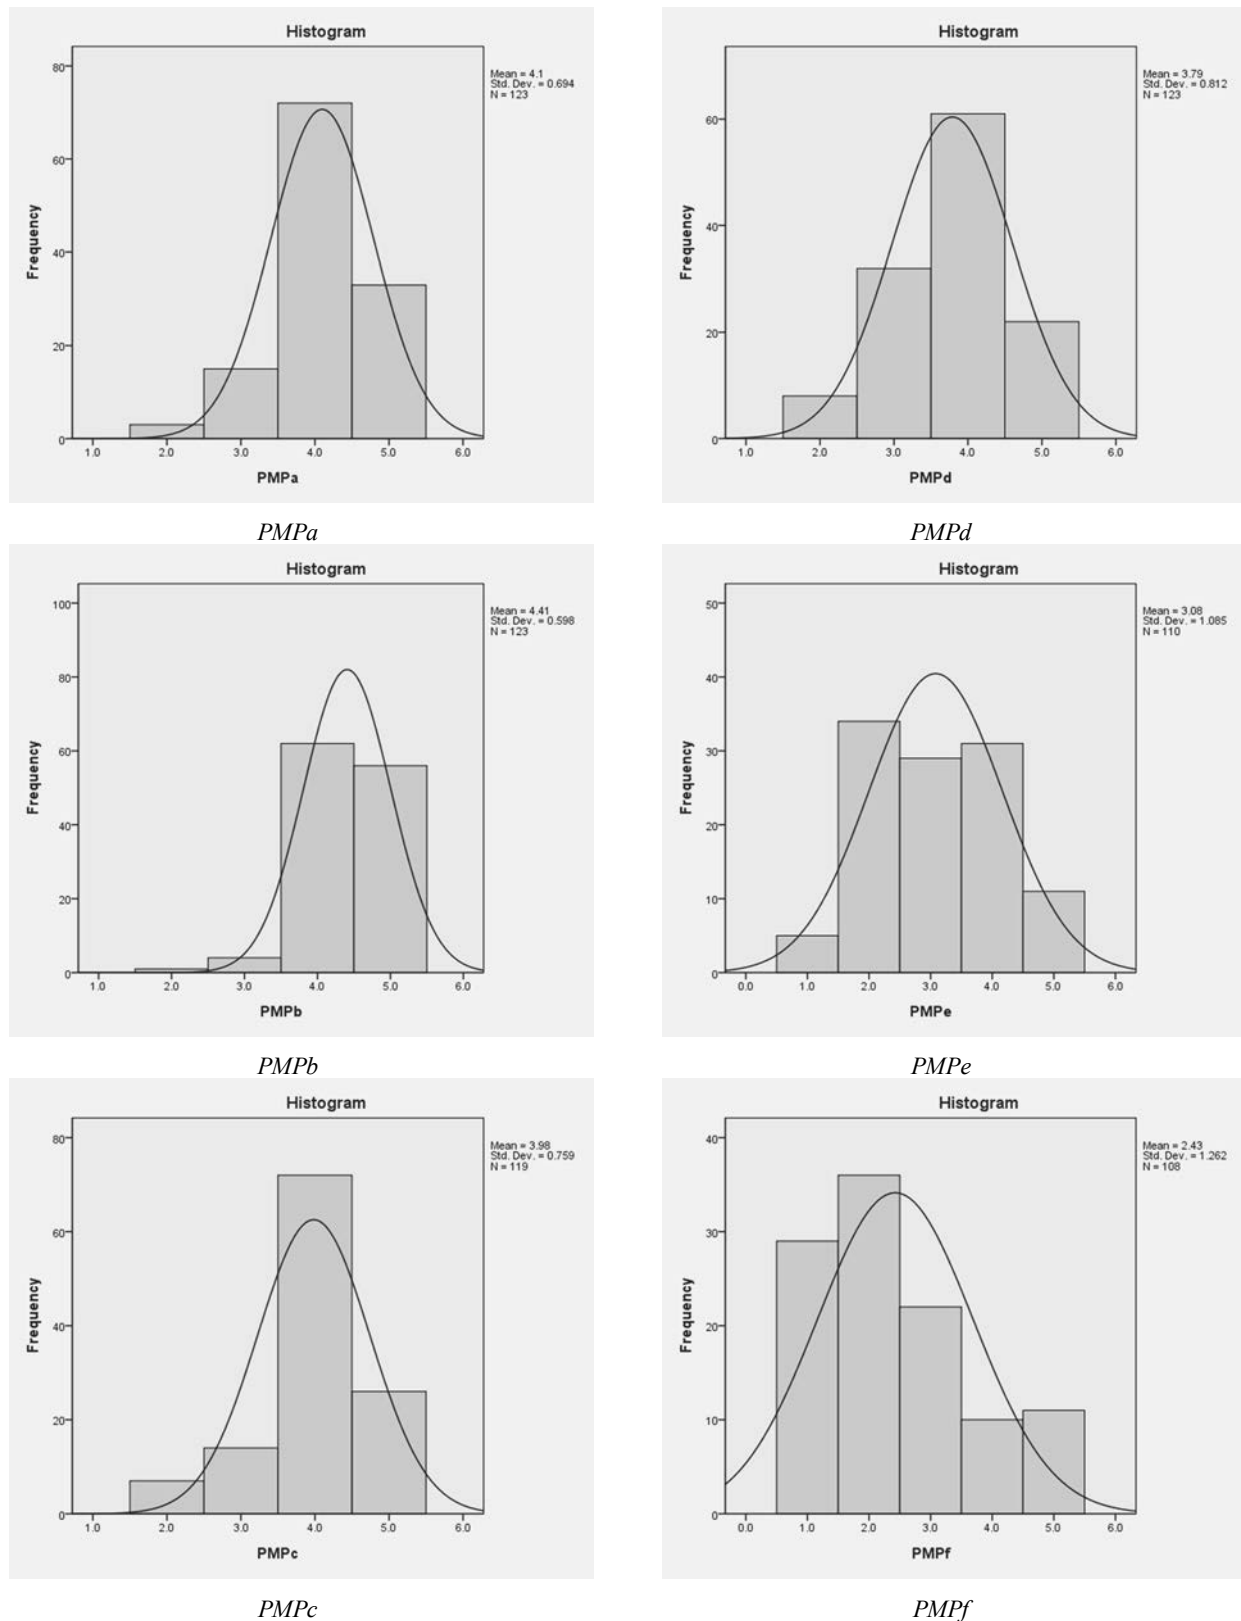 Histogram
80
60
40
20
0
Frequency
1.0 2.0 3.0 4.0 5.0 6.0
PMPa
Mean = 4.1
Std. Dev. = 0.694
N = 123
PMPa
Histogram
60
40
20
0
Frequency
1.0 2.0 3.0 4.0 5.0 6.0
PMPd
Mean = 3.79
Std. Dev. = 0.812
N = 123
PMPd
Histogram
100
80
60
40
20
0
Frequency
1.0 2.0 3.0 4.0 5.0 6.0
PMPb
Mean = 4.41
Std. Dev. = 0.598
N = 123
PMPb
Histogram
50
40
30
20
10
0
Frequency
0.0 1.0 2.0 3.0 4.0 5.0 6.0
PMPe
Mean = 3.08
Std. Dev. = 1.085
N = 110
PMPe
Histogram
80
60
40
20
0
Frequency
1.0 2.0 3.0 4.0 5.0 6.0
PMPc
Mean = 3.98
Std. Dev. = 0.759
N = 119
PMPc
Histogram
40
30
20
10
0
Frequency
0.0 1.0 2.0 3.0 4.0 5.0 6.0
PMPf
Mean = 2.43
Std. Dev. = 1.262
N = 108
PMPf